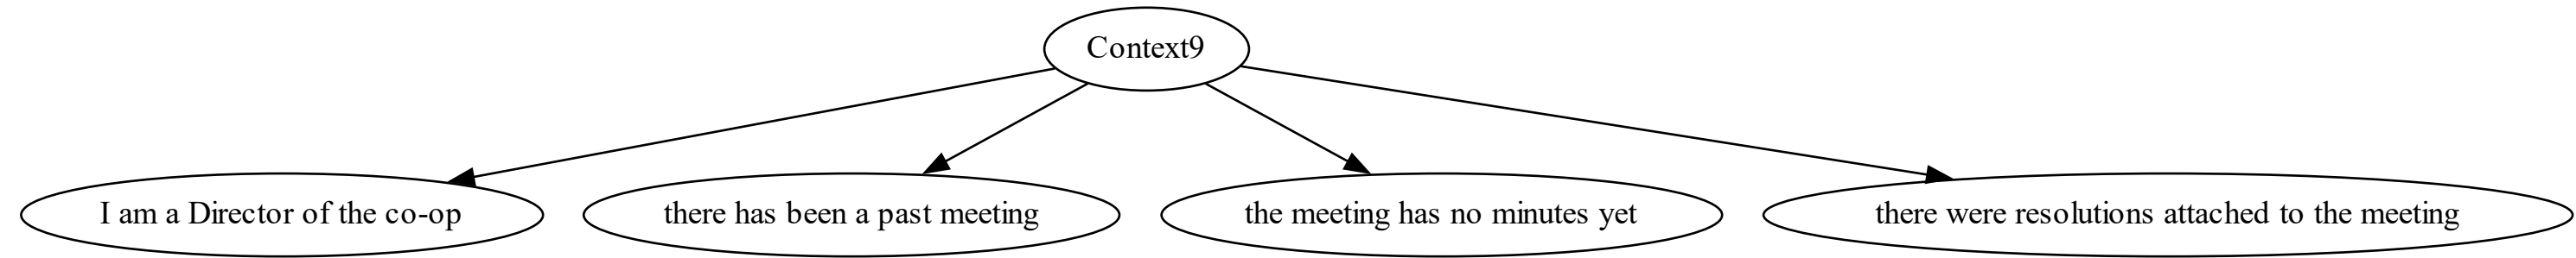 Context9
I am a Director of the co-op
there has been a past meeting
the meeting has no minutes yet
there were resolutions attached to the meeting